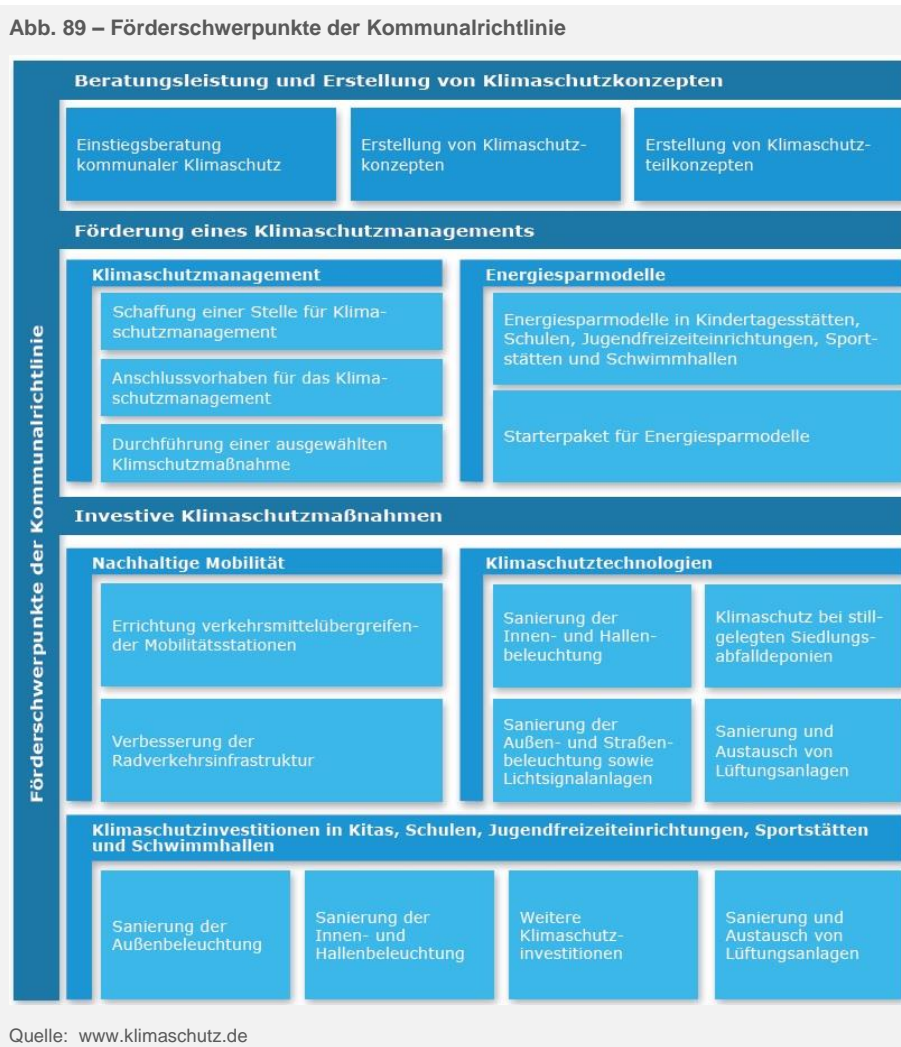 Abb. 89 – Förderschwerpunkte der Kommunalrichtlinie
Förderschwerpunkte der Kommunalrichtlinie
Beratungsleistung und Erstellung von Klimaschutzkonzepten
Einstiegsberatung
kommunaler Klimaschutz
Erstellung von Klimaschutz-
konzepten
Erstellung von Klimaschutz-
teilkonzepten
Förderung eines Klimaschutzmanagements
Klimaschutzmanagement
Schaffung einer Stelle für Klima-
schutzmanagement
Anschlussvorhaben für das Klima-
schutzmanagement
Durchführung einer ausgewählten
Klimschutzmaßnahme
Energiesparmodelle
Energiesparmodelle in Kindertagesstätten,
Schulen, Jugendfreizeiteinrichtungen, Sport-
stätten und Schwimmhallen
Starterpaket für Energiesparmodelle
Investive Klimaschutzmaßnahmen
Nachhaltige Mobilität
Errichtung verkehrsmittelübergreifen-
der Mobilitätsstationen
Verbesserung der
Radverkehrsinfrastruktur
Klimaschutztechnologien
Sanierung der
Innen- und Hallen-
beleuchtung
Klimaschutz bei still-
gelegten Siedlungs-
abfalldeponien
Sanierung der
Außen- und Straßen-
beleuchtung sowie
Lichtsignalanlagen
Sanierung und
Austausch von
Lüftungsanlagen
Klimaschutzinvestitionen in Kitas, Schulen, Jugendfreizeiteinrichtungen, Sportstätten
und Schwimmhallen
Sanierung der
Außenbeleuchtung
Sanierung der
Innen- und
Hallenbeleuchtung
Weitere
Klimaschutz-
investitionen
Sanierung und
Austausch von
Lüftungsanlagen
Quelle: www.klimaschutz.de